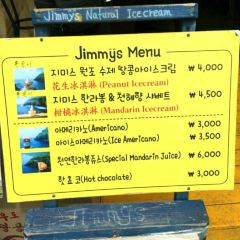 Jimmy's Natural Icecream
Jimmy's Menu
지미스 원조 수제 땅콩아이스크림 ₩ 4,000
花生冰淇淋 (Peanut Icecream)
지미스 한라봉 & 천혜향 샤베트 ₩ 4,500
柑橘冰淇淋 (Mandarin Icecream)
아메리카노(Americano) ₩ 3,000
아이스아메리카노(Ice Americano) ₩ 3,500
천연한라봉쥬스(Special Mandarin Juice) ₩ 6,000
핫쵸코(Hot chocolate) ₩ 3,000
Jimmy's